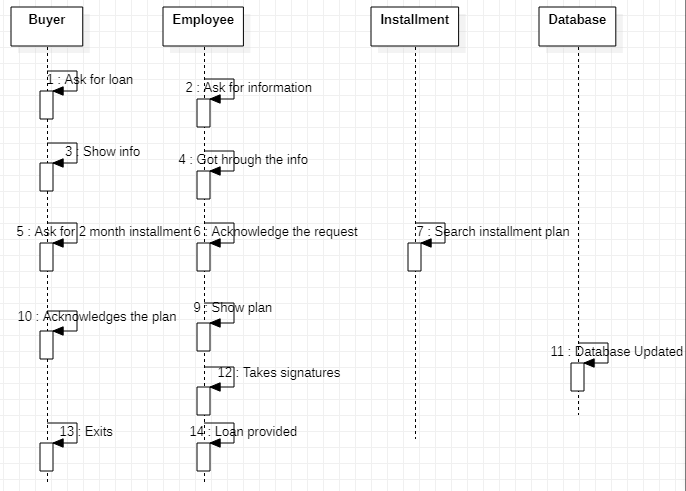 Buyer
Employee
Installment
Database
1 : Ask for loan
2 : Ask for information
3 : Show info
4 : Got hrough the info
5 : Ask for 2 month installment
6 : Acknowledge the request
7 : Search installment plan
9 : Show plan
10 : Acknowledges the plan
11 : Database Updated
12 : Takes signatures
13 : Exits
14 : Loan provided